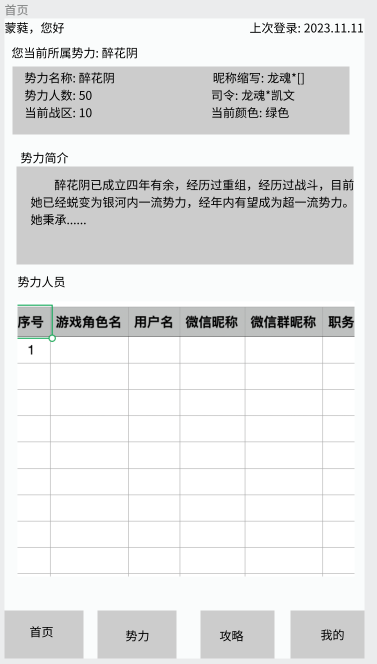 首页
蒙蕤，您好 上次登录: 2023.11.11
您当前所属势力: 醉花阴
势力名称: 醉花阴 昵称缩写: 龙魂*[]
势力人数: 50 司令: 龙魂*凯文
当前战区: 10 当前颜色: 绿色
势力简介
醉花阴已成立四年有余，经历过重组，经历过战斗，目前
她已经蜕变为银河内一流势力，经年内有望成为超一流势力。
她秉承......
势力人员
序号 游戏角色名 用户名 微信昵称 微信群昵称 职务
1
首页 势力 攻略 我的